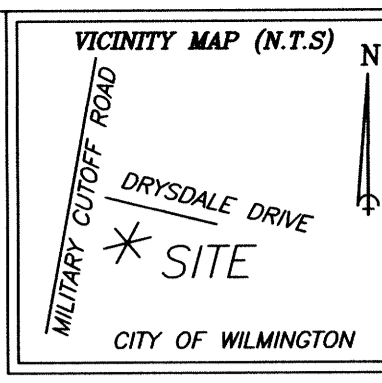 VICINITY MAP (N.T.S)
N
MILITARY CUTOFF ROAD
DRYSDALE DRIVE
SITE
CITY OF WILMINGTON